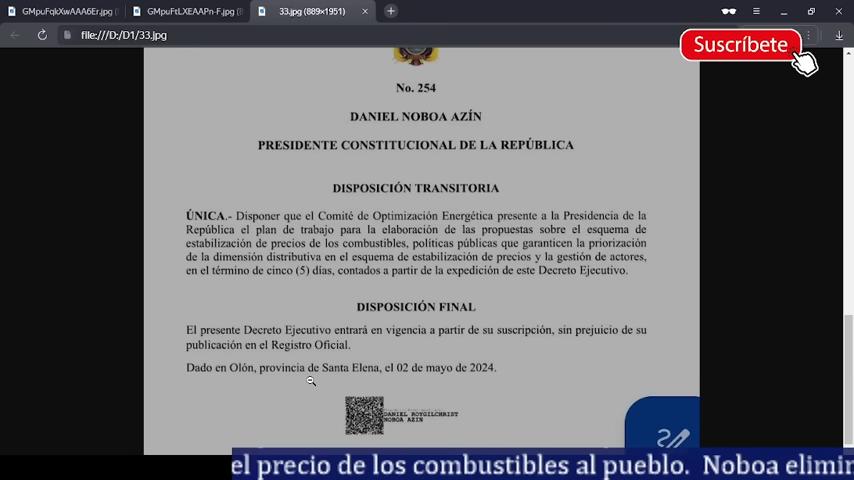 GMpuFqkXwAAA6Er.jpg (
GMpuFtLXEAAPn-F.jpg (8
33.jpg (889×1951)
file:///D:/D1/33.jpg
Suscríbete
No. 254
DANIEL NOBOA AZÍN
PRESIDENTE CONSTITUCIONAL DE LA REPÚBLICA
DISPOSICIÓN TRANSITORIA
ÚNICA.- Disponer que el Comité de Optimización Energética presente a la Presidencia de la
República el plan de trabajo para la elaboración de las propuestas sobre el esquema de
estabilización de precios de los combustibles, políticas públicas que garanticen la priorización
de la dimensión distributiva en el esquema de estabilización de precios y la gestión de actores,
en el término de cinco (5) días, contados a partir de la expedición de este Decreto Ejecutivo.
DISPOSICIÓN FINAL
El presente Decreto Ejecutivo entrará en vigencia a partir de su suscripción, sin prejuicio de su
publicación en el Registro Oficial.
Dado en Olón, provincia de Santa Elena, el 02 de mayo de 2024.
DANIEL ROYGILCHRIST
NOBOA AZIN
el precio de los combustibles al pueblo. Noboa elimin